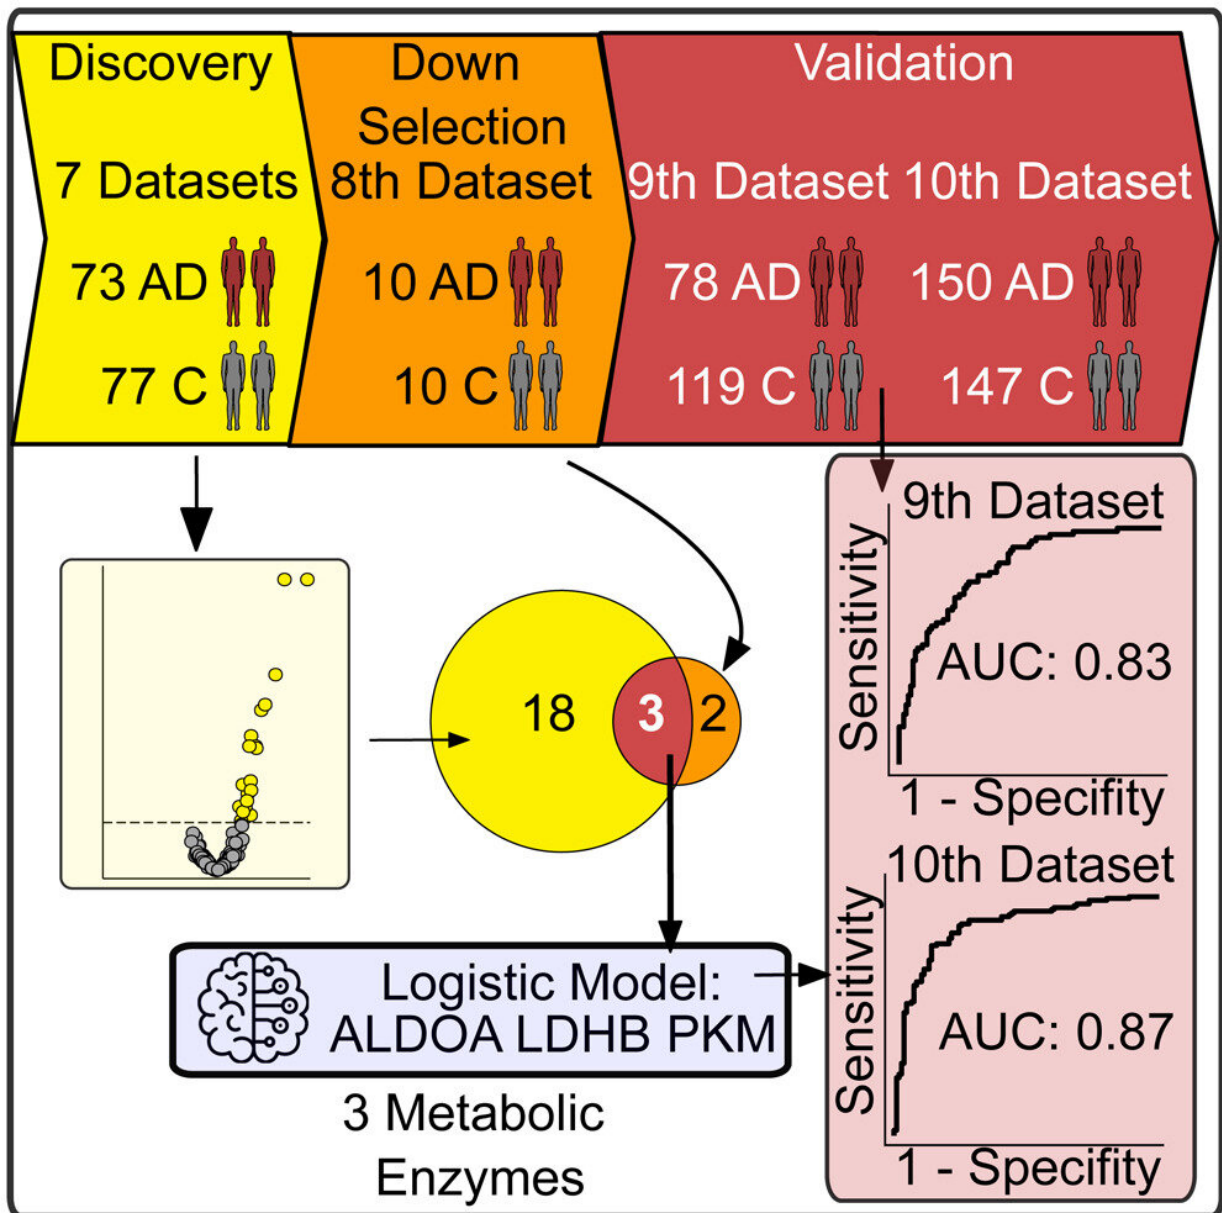 Discovery
7 Datasets
73 AD
77 C
Down
Selection
8th Dataset
10 AD
10 C
Validation
9th Dataset 10th Dataset
78 AD 150 AD
119 C 147 C
18
3
2
Logistic Model:
ALDOA LDHB PKM
3 Metabolic
Enzymes
9th Dataset
Sensitivity
AUC: 0.83
1 - Specifity
10th Dataset
Sensitivity
AUC: 0.87
1 - Specifity